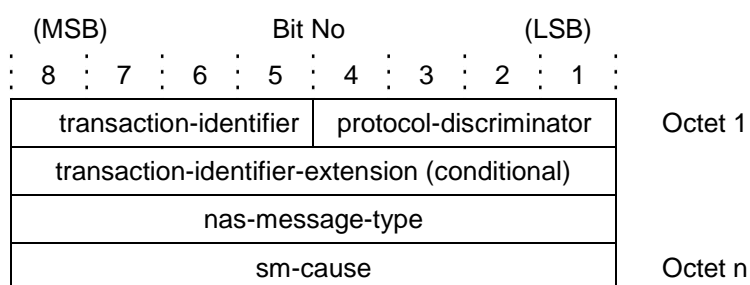 (MSB) Bit No (LSB)
8 7 6 5 4 3 2 1
transaction-identifier protocol-discriminator Octet 1
transaction-identifier-extension (conditional)
nas-message-type
sm-cause Octet n